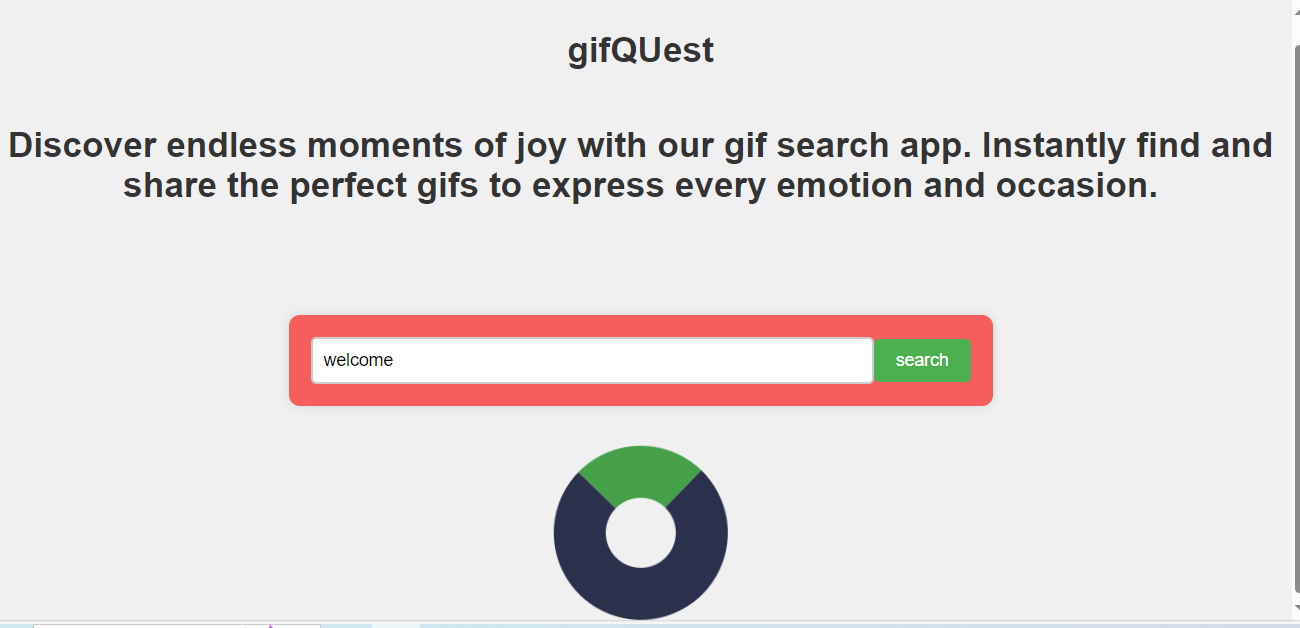 gifQUest
Discover endless moments of joy with our gif search app. Instantly find and
share the perfect gifs to express every emotion and occasion.
welcome
search